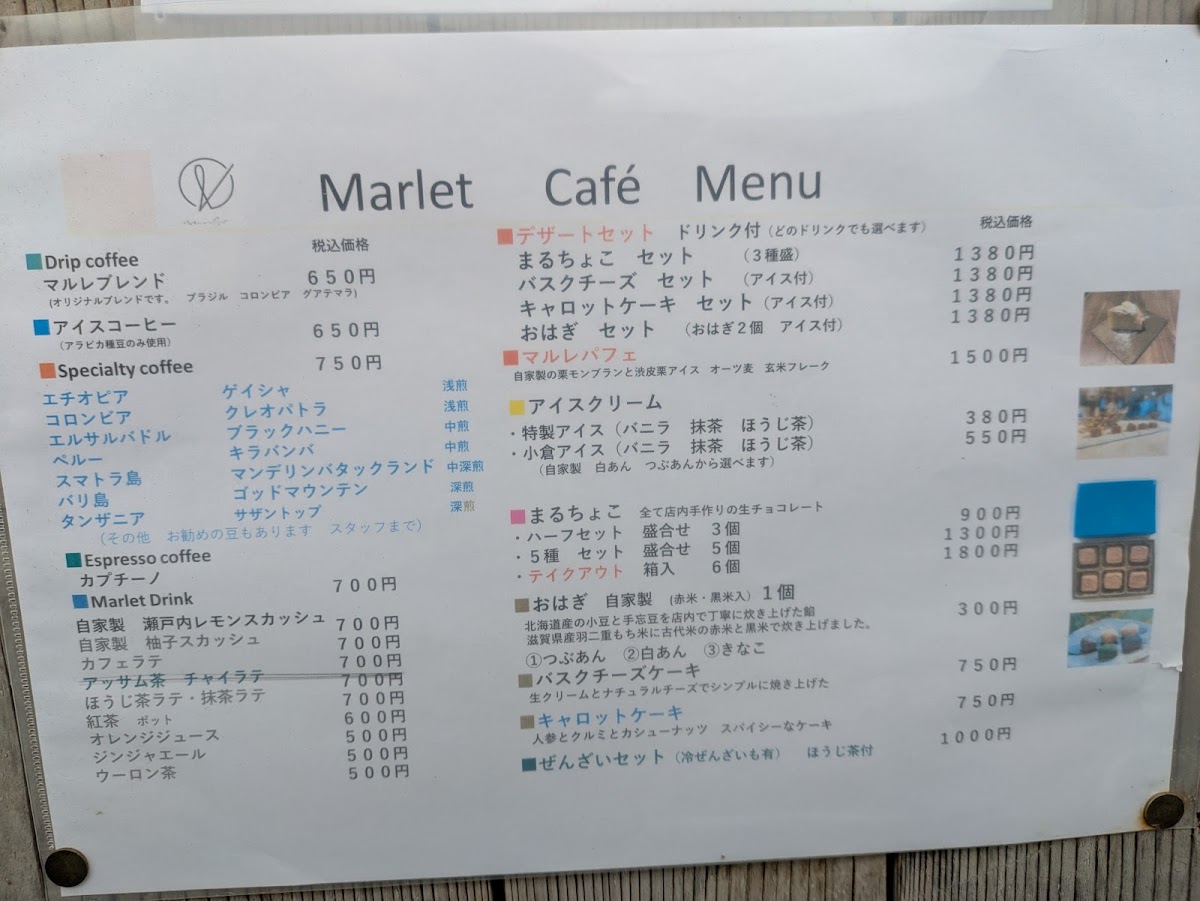 Marlet Café Menu
税込価格
Drip coffee
マルレブレンド 650円
(オリジナルブレンドです。 ブラジル コロンビア グアテマラ)
アイスコーヒー 650円
(アラビカ種豆のみ使用)
Specialty coffee 750円
エチオピア ゲイシャ 浅煎
コロンビア クレオパトラ 浅煎
エルサルバドル ブラックハニー 中煎
ペルー キラバンバ 中煎
スマトラ島 マンデリンバタックランド 中深煎
バリ島 ゴッドマウンテン 深煎
タンザニア サザントップ 深煎
(その他 お勧めの豆もあります スタッフまで)
Espresso coffee
カプチーノ 700円
Marlet Drink
自家製 瀬戸内レモンスカッシュ 700円
自家製 柚子スカッシュ 700円
カフェラテ 700円
アッサム茶 チャイラテ 700円
ほうじ茶ラテ・抹茶ラテ 700円
紅茶 ポット 600円
オレンジジュース 500円
ジンジャエール 500円
ウーロン茶 500円
税込価格
デザートセット ドリンク付(どのドリンクでも選べます)
まるちょこ セット (3種盛) 1380円
バスクチーズ セット (アイス付) 1380円
キャロットケーキ セット(アイス付) 1380円
おはぎ セット (おはぎ2個 アイス付) 1380円
マルレパフェ 1500円
自家製の栗モンブランと渋皮栗アイス オーツ麦 玄米フレーク
アイスクリーム
・特製アイス(バニラ 抹茶 ほうじ茶) 380円
・小倉アイス(バニラ 抹茶 ほうじ茶) 550円
(自家製 白あん つぶあんから選べます)
まるちょこ 全て店内手作りの生チョコレート
・ハーフセット 盛合せ 3個 900円
・5種 セット 盛合せ 5個 1300円
・テイクアウト 箱入 6個 1800円
おはぎ 自家製 (赤米・黒米入) 1個 300円
北海道産の小豆と手忘豆を店内で丁寧に炊き上げた餡
滋賀県産羽二重もち米に古代米の赤米と黒米で炊き上げました。
①つぶあん ②白あん ③きなこ
バスクチーズケーキ 750円
生クリームとナチュラルチーズでシンプルに焼き上げた
キャロットケーキ 750円
人参とクルミとカシューナッツ スパイシーなケーキ
ぜんざいセット(冷ぜんざいも有) ほうじ茶付 1000円